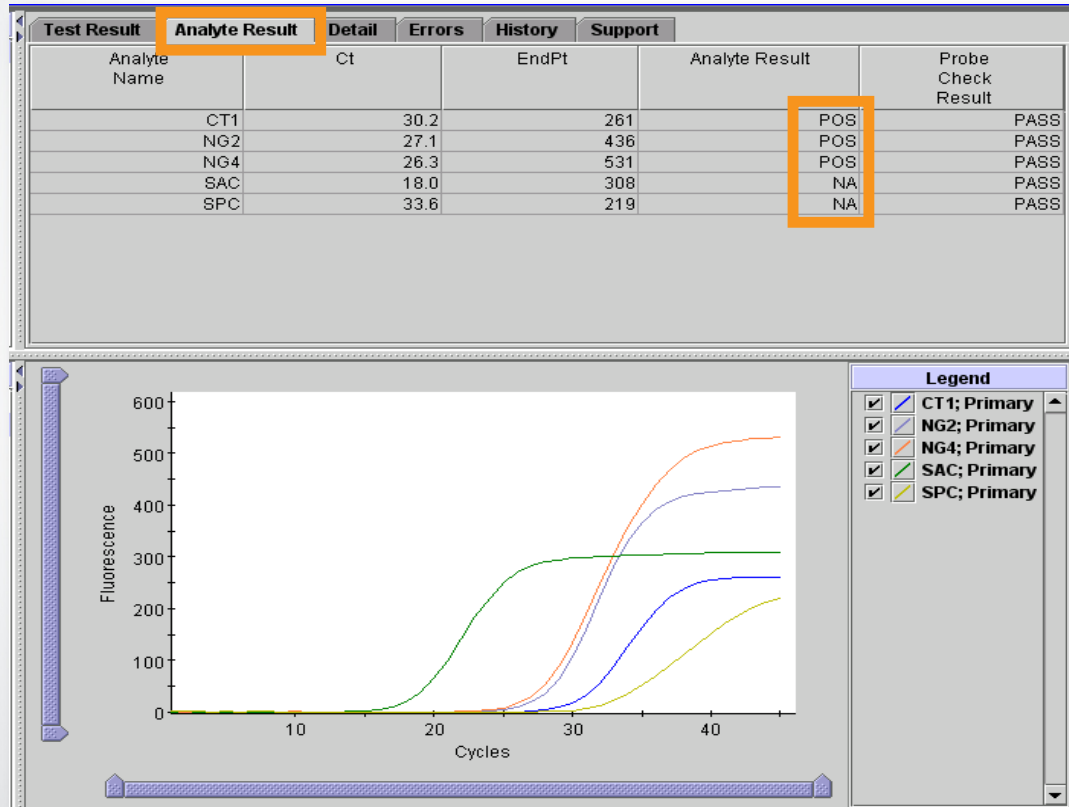 Test Result Analyte Result Detail Errors History Support
Analyte Name Ct EndPt Analyte Result Probe Check Result
CT1 30.2 261 POS PASS
NG2 27.1 436 POS PASS
NG4 26.3 531 POS PASS
SAC 18.0 308 NA PASS
SPC 33.6 219 NA PASS
Legend
CT1; Primary
NG2; Primary
NG4; Primary
SAC; Primary
SPC; Primary
600
500
400
300
200
100
0
Fluorescence
10 20 30 40
Cycles